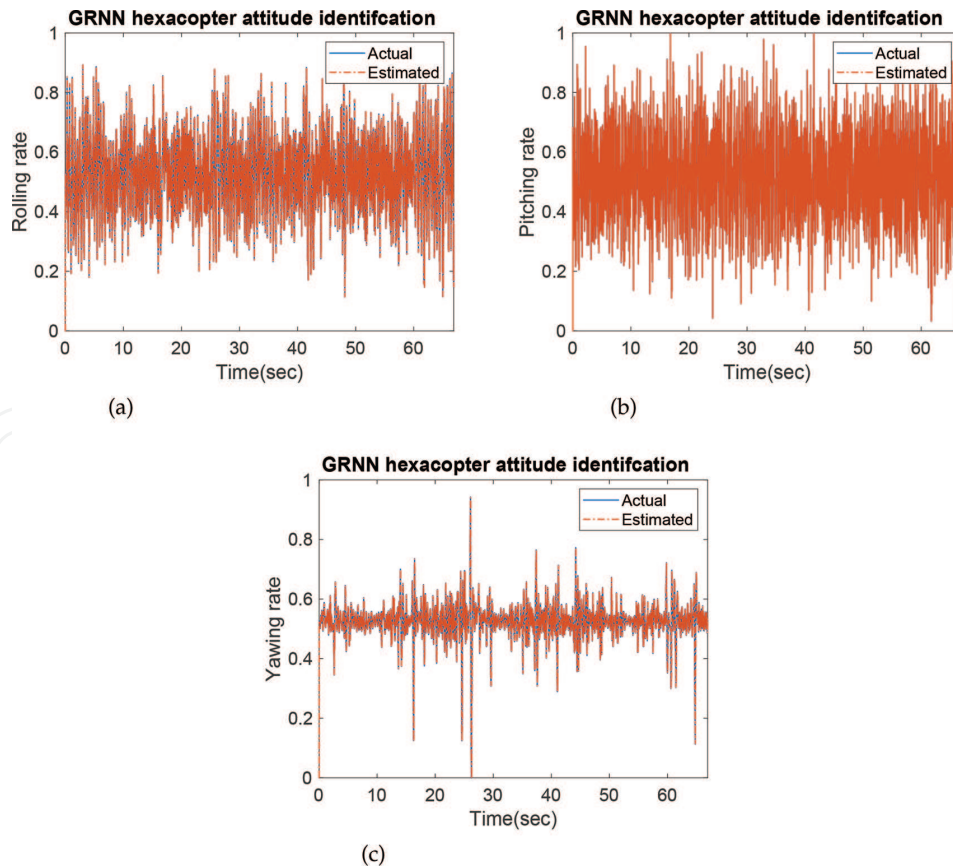 GRNN hexacopter attitude identifcation
1
0.8
0.6
0.4
0.2
0
Rolling rate
Actual
Estimated
0 10 20 30 40 50 60
Time(sec)
(a)
GRNN hexacopter attitude identifcation
1
0.8
0.6
0.4
0.2
0
Pitching rate
Actual
Estimated
0 10 20 30 40 50 60
Time(sec)
(b)
GRNN hexacopter attitude identifcation
1
0.8
0.6
0.4
0.2
0
Yawing rate
Actual
Estimated
0 10 20 30 40 50 60
Time(sec)
(c)